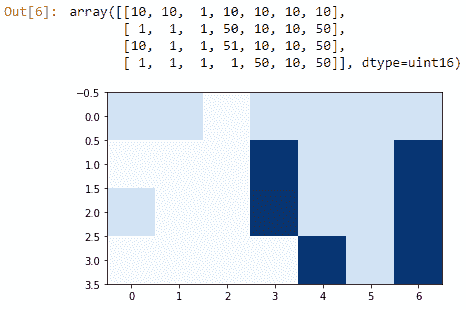 Out[6]: array([[10, 10,  1, 10, 10, 10, 10],
[ 1,  1,  1, 50, 10, 10, 50],
[10,  1,  1, 51, 10, 10, 50],
[ 1,  1,  1,  1, 50, 10, 50]], dtype=uint16)
−0.5
0.0
0.5
1.0
1.5
2.0
2.5
3.0
3.5
0 1 2 3 4 5 6